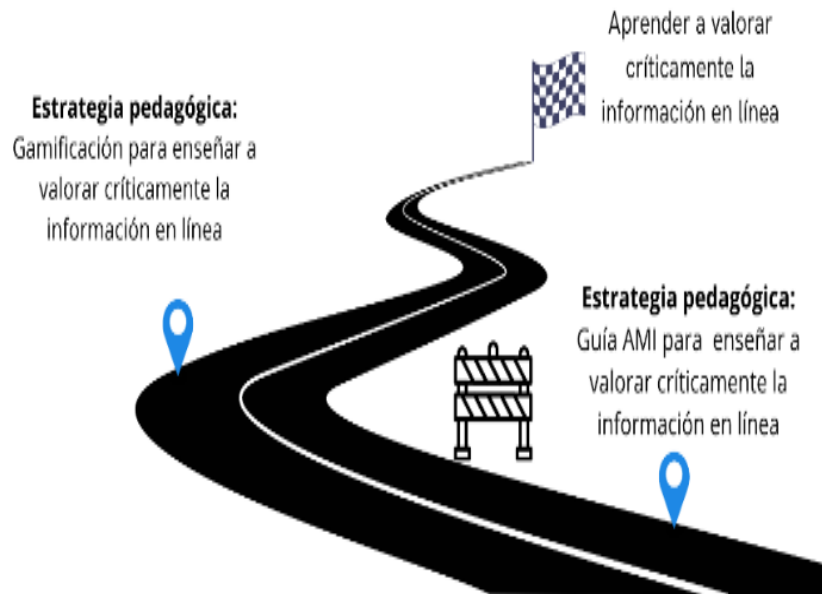 Aprender a valorar
críticamente la
información en línea
Estrategia pedagógica:
Gamificación para enseñar a
valorar críticamente la
información en línea
Estrategia pedagógica:
Guía AMI para enseñar a
valorar críticamente la
información en línea